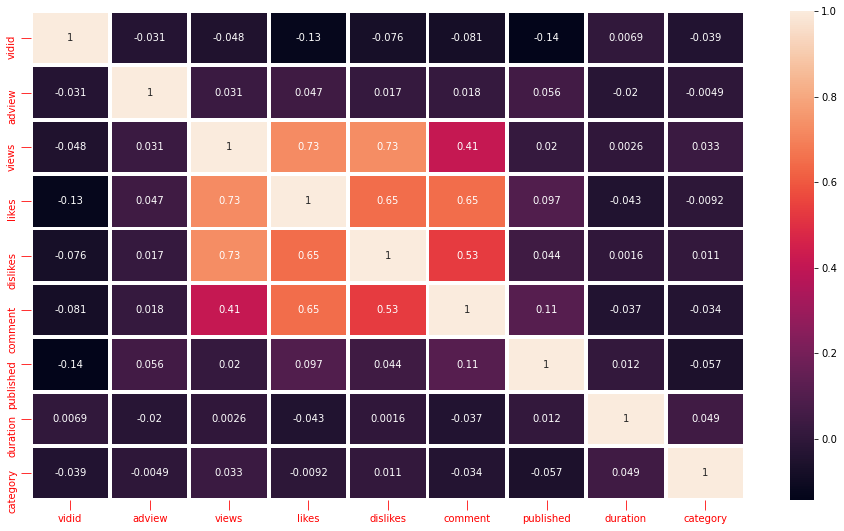 vidid 1 -0.031 -0.048 -0.13 -0.076 -0.081 -0.14 0.0069 -0.039
adview -0.031 1 0.031 0.047 0.017 0.018 0.056 -0.02 -0.0049
views -0.048 0.031 1 0.73 0.73 0.41 0.02 0.0026 0.033
likes -0.13 0.047 0.73 1 0.65 0.65 0.097 -0.043 -0.0092
dislikes -0.076 0.017 0.73 0.65 1 0.53 0.044 0.0016 0.011
comment -0.081 0.018 0.41 0.65 0.53 1 0.11 -0.037 -0.034
published -0.14 0.056 0.02 0.097 0.044 0.11 1 0.012 -0.057
duration 0.0069 -0.02 0.0026 -0.043 0.0016 -0.037 0.012 1 0.049
category -0.039 -0.0049 0.033 -0.0092 0.011 -0.034 -0.057 0.049 1
vidid adview views likes dislikes comment published duration category
1.0
0.8
0.6
0.4
0.2
0.0